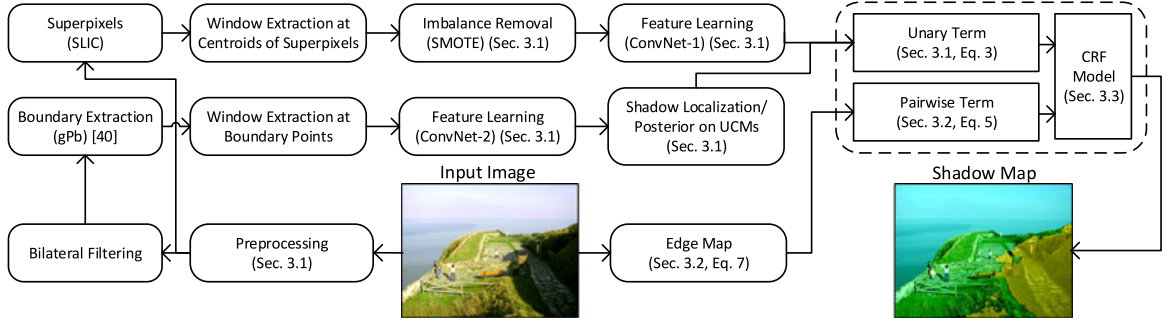 Superpixels
(SLIC)
Window Extraction at
Centroids of Superpixels
Imbalance Removal
(SMOTE) (Sec. 3.1)
Feature Learning
(ConvNet-1) (Sec. 3.1)
Unary Term
(Sec. 3.1, Eq. 3)
CRF
Model
(Sec. 3.3)
Boundary Extraction
(gPb) [40]
Window Extraction at
Boundary Points
Feature Learning
(ConvNet-2) (Sec. 3.1)
Shadow Localization/
Posterior on UCMs
(Sec. 3.1)
Pairwise Term
(Sec. 3.2, Eq. 5)
Input Image
Shadow Map
Bilateral Filtering
Preprocessing
(Sec. 3.1)
Edge Map
(Sec. 3.2, Eq. 7)